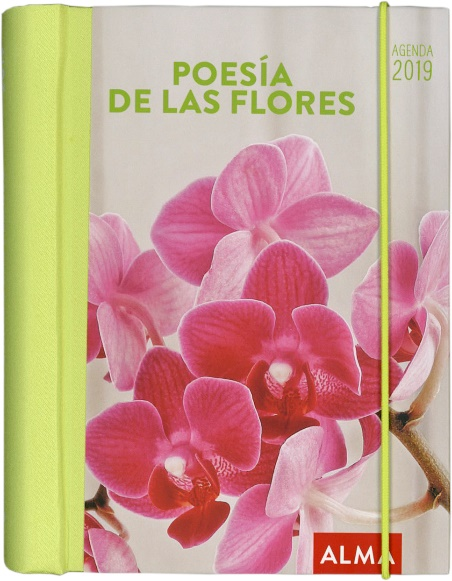 POESÍA
DE LAS FLORES
AGENDA
2019
ALMA